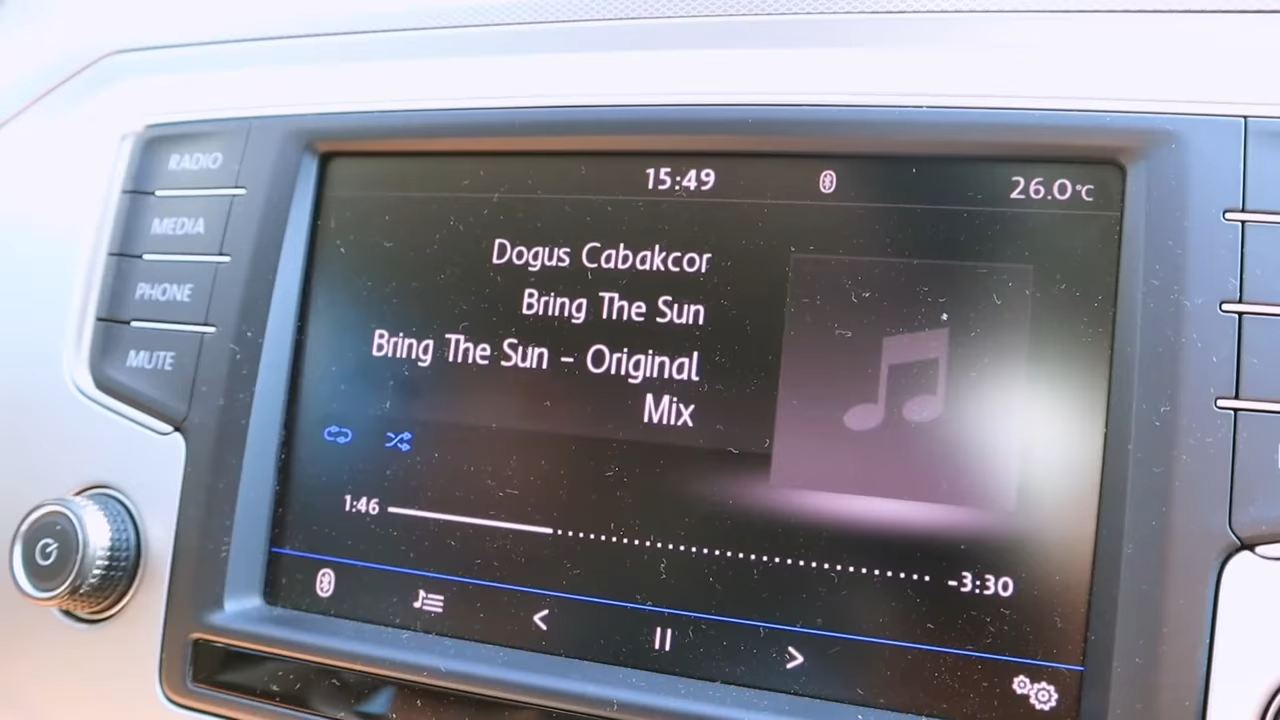 RADIO
MEDIA
PHONE
MUTE
15:49
26.0°C
Dogus Cabakcor
Bring The Sun
Bring The Sun - Original
Mix
1:46
-3:30